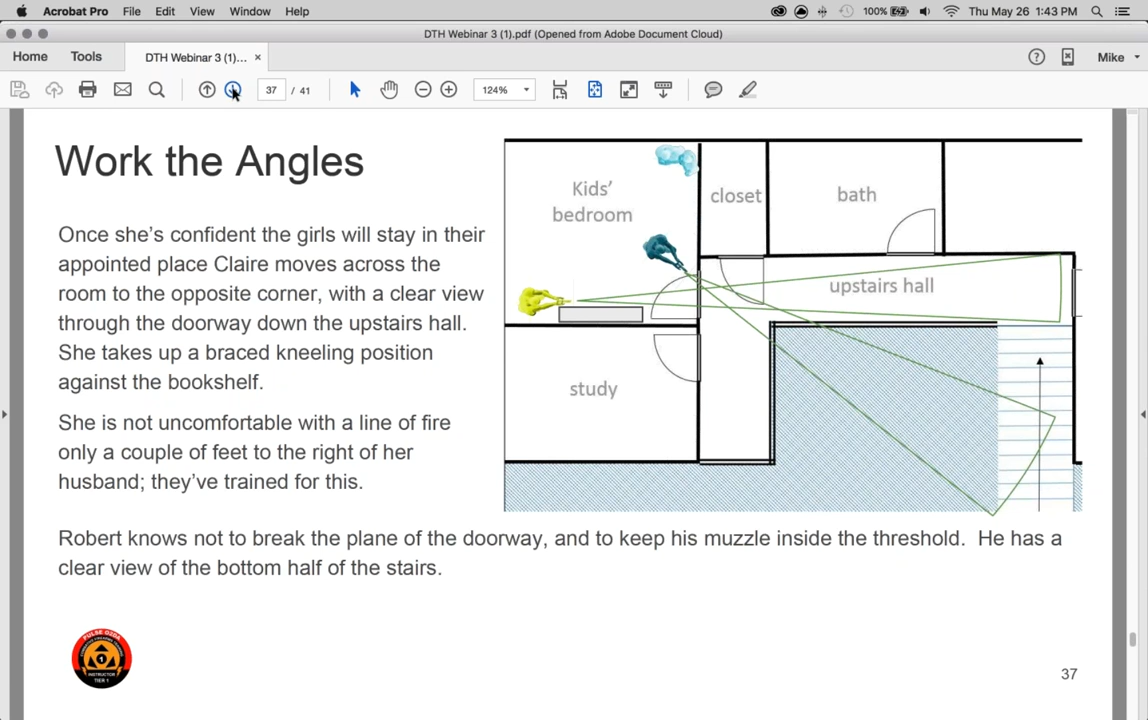 Acrobat Pro File Edit View Window Help 100% Thu May 26 1:43 PM
DTH Webinar 3 (1).pdf (Opened from Adobe Document Cloud)
Home Tools DTH Webinar 3 (1)... × Mike
37 / 41 124%
Work the Angles
Once she’s confident the girls will stay in their
appointed place Claire moves across the
room to the opposite corner, with a clear view
through the doorway down the upstairs hall.
She takes up a braced kneeling position
against the bookshelf.
She is not uncomfortable with a line of fire
only a couple of feet to the right of her
husband; they’ve trained for this.
Kids’
bedroom
closet
bath
upstairs hall
study
Robert knows not to break the plane of the doorway, and to keep his muzzle inside the threshold. He has a
clear view of the bottom half of the stairs.
PULSE O2DA
1
INSTRUCTOR
TIER 1
37